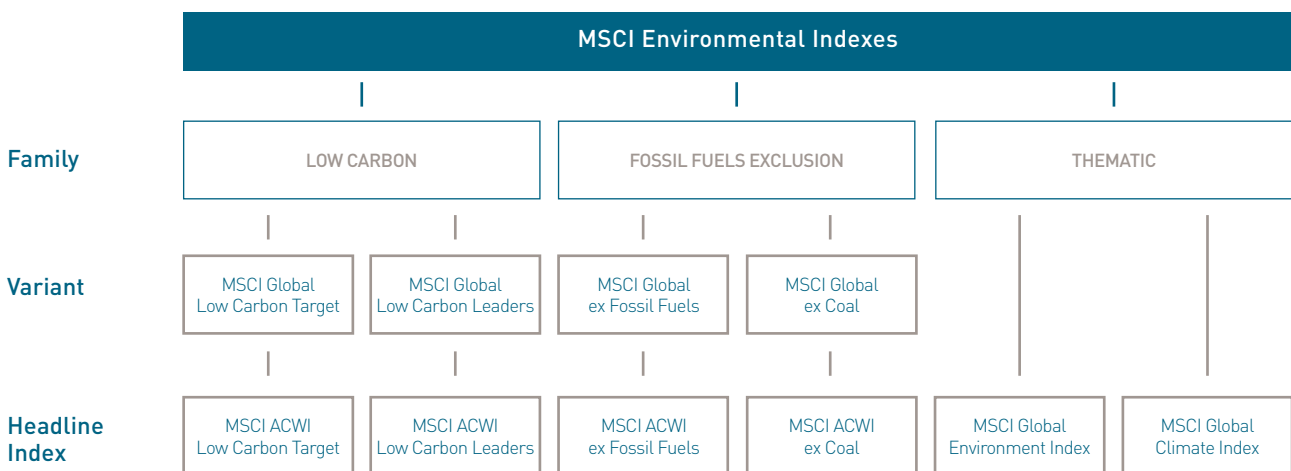 MSCI Environmental Indexes
Family
LOW CARBON
FOSSIL FUELS EXCLUSION
THEMATIC
Variant
MSCI Global
Low Carbon Target
MSCI Global
Low Carbon Leaders
MSCI Global
ex Fossil Fuels
MSCI Global
ex Coal
Headline
Index
MSCI ACWI
Low Carbon Target
MSCI ACWI
Low Carbon Leaders
MSCI ACWI
ex Fossil Fuels
MSCI ACWI
ex Coal
MSCI Global
Environment Index
MSCI Global
Climate Index